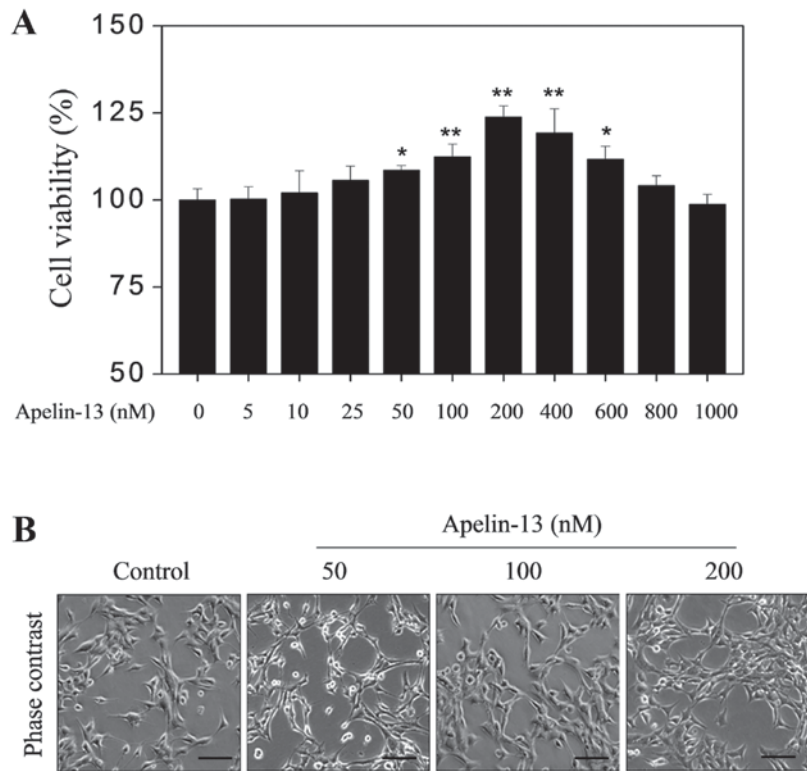 A
150
125
100
75
50
Cell viability (%)
* ** ** ** *
Apelin-13 (nM) 0 5 10 25 50 100 200 400 600 800 1000
B
Apelin-13 (nM)
Control 50 100 200
Phase contrast